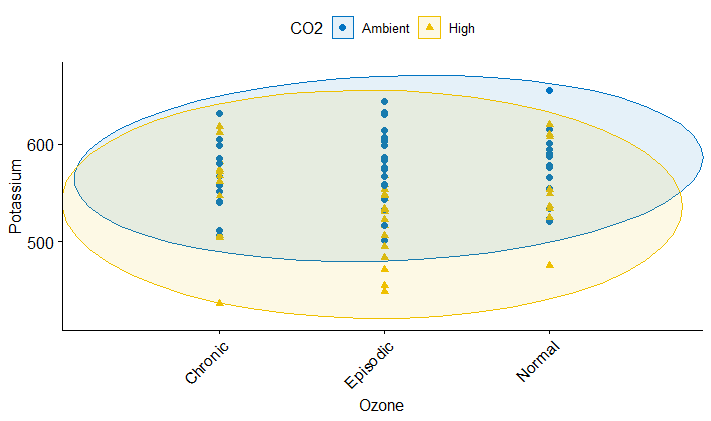 CO2 Ambient High
Potassium
600
500
Chronic Episodic Normal
Ozone